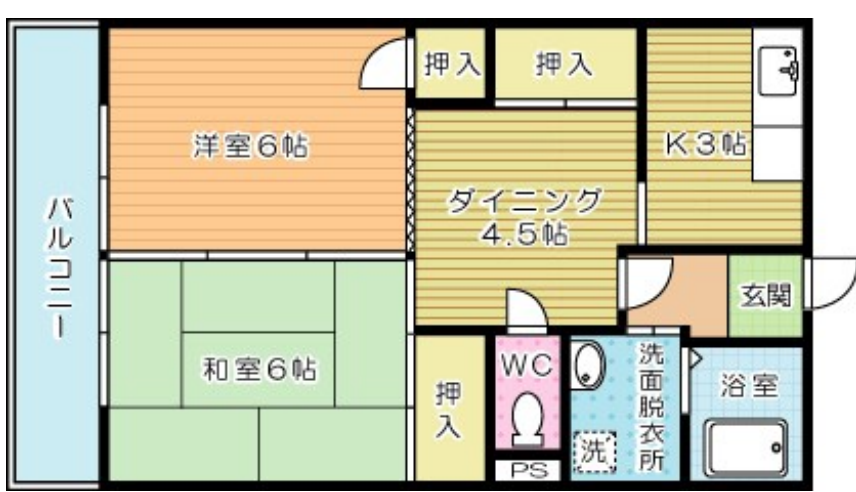 押入
押入
洋室6帖
K3帖
ダイニング
4.5帖
バルコニー
玄関
和室6帖
押入
WC
洗面脱衣所
浴室
洗
PS